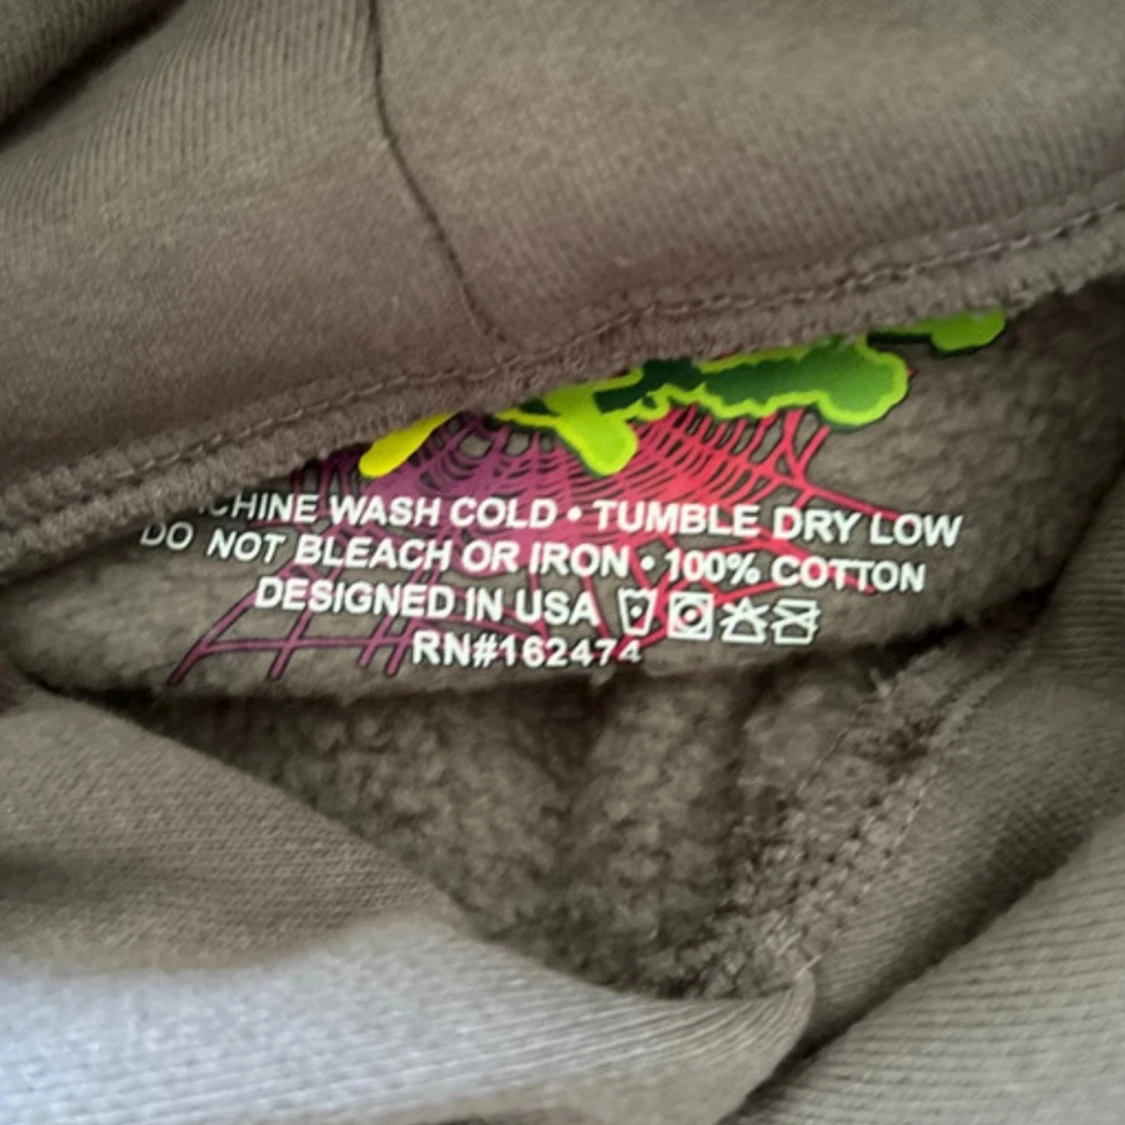 CHINE WASH COLD • TUMBLE DRY LOW
DO NOT BLEACH OR IRON • 100% COTTON
DESIGNED IN USA
RN#162474